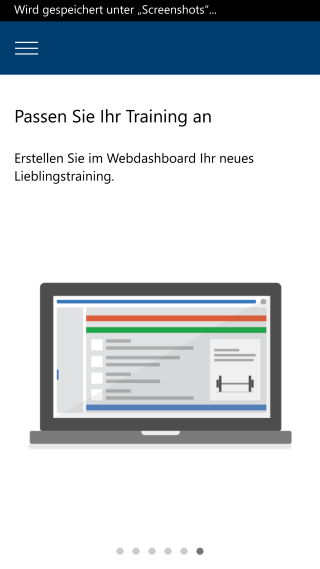 Wird gespeichert unter „Screenshots“...
Passen Sie Ihr Training an
Erstellen Sie im Webdashboard Ihr neues
Lieblingstraining.